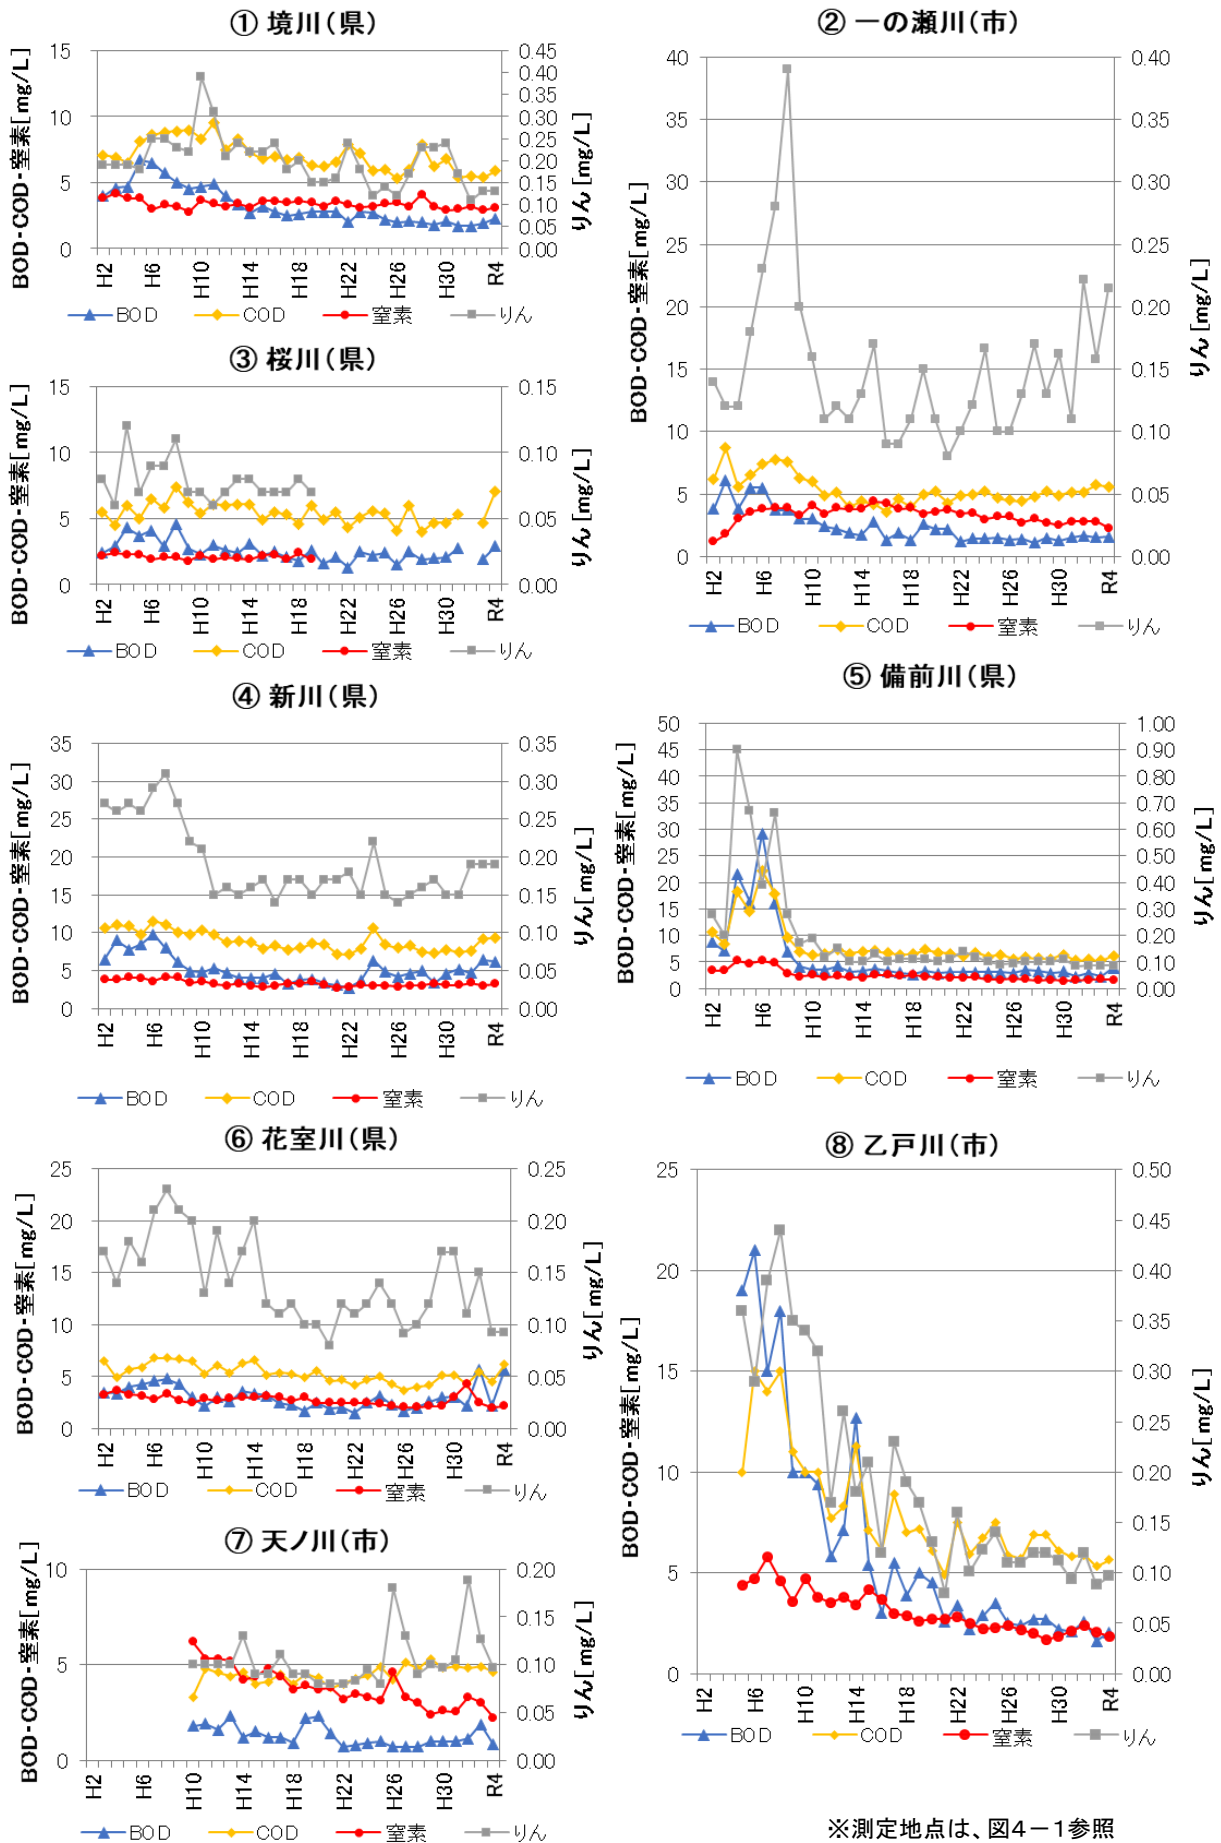 ① 境川（県）
BOD・COD・窒素[mg/L]
15
10
5
0
0.45
0.40
0.35
0.30
0.25
0.20
0.15
0.10
0.05
0.00
りん[mg/L]
H2 H6 H10 H14 H18 H22 H26 H30 R4
BOD COD 窒素 りん
② 一の瀬川（市）
BOD・COD・窒素[mg/L]
40
35
30
25
20
15
10
5
0
0.40
0.35
0.30
0.25
0.20
0.15
0.10
0.05
0.00
りん[mg/L]
H2 H6 H10 H14 H18 H22 H26 H30 R4
BOD COD 窒素 りん
③ 桜川（県）
BOD・COD・窒素[mg/L]
15
10
5
0
0.15
0.10
0.05
0.00
りん[mg/L]
H2 H6 H10 H14 H18 H22 H26 H30 R4
BOD COD 窒素 りん
④ 新川（県）
BOD・COD・窒素[mg/L]
35
30
25
20
15
10
5
0
0.35
0.30
0.25
0.20
0.15
0.10
0.05
0.00
りん[mg/L]
H2 H6 H10 H14 H18 H22 H26 H30 R4
BOD COD 窒素 りん
⑤ 備前川（県）
BOD・COD・窒素[mg/L]
50
45
40
35
30
25
20
15
10
5
0
1.00
0.90
0.80
0.70
0.60
0.50
0.40
0.30
0.20
0.10
0.00
りん[mg/L]
H2 H6 H10 H14 H18 H22 H26 H30 R4
BOD COD 窒素 りん
⑥ 花室川（県）
BOD・COD・窒素[mg/L]
25
20
15
10
5
0
0.25
0.20
0.15
0.10
0.05
0.00
りん[mg/L]
H2 H6 H10 H14 H18 H22 H26 H30 R4
BOD COD 窒素 りん
⑦ 天ノ川（市）
BOD・COD・窒素[mg/L]
10
5
0
0.20
0.15
0.10
0.05
0.00
りん[mg/L]
H2 H6 H10 H14 H18 H22 H26 H30 R4
BOD COD 窒素 りん
⑧ 乙戸川（市）
BOD・COD・窒素[mg/L]
25
20
15
10
5
0
0.50
0.45
0.40
0.35
0.30
0.25
0.20
0.15
0.10
0.05
0.00
りん[mg/L]
H2 H6 H10 H14 H18 H22 H26 H30 R4
BOD COD 窒素 りん
※測定地点は、図4－1参照